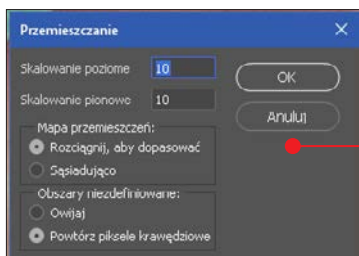 Przemieszczanie
Skalowanie poziome 10
OK
Skalowanie pionowe 10
Anuluj
Mapa przemieszczeń:
Rozciągnij, aby dopasować
Sąsiadująco
Obszary niezdefiniowane:
Owijaj
Powtórz piksele krawędziowe